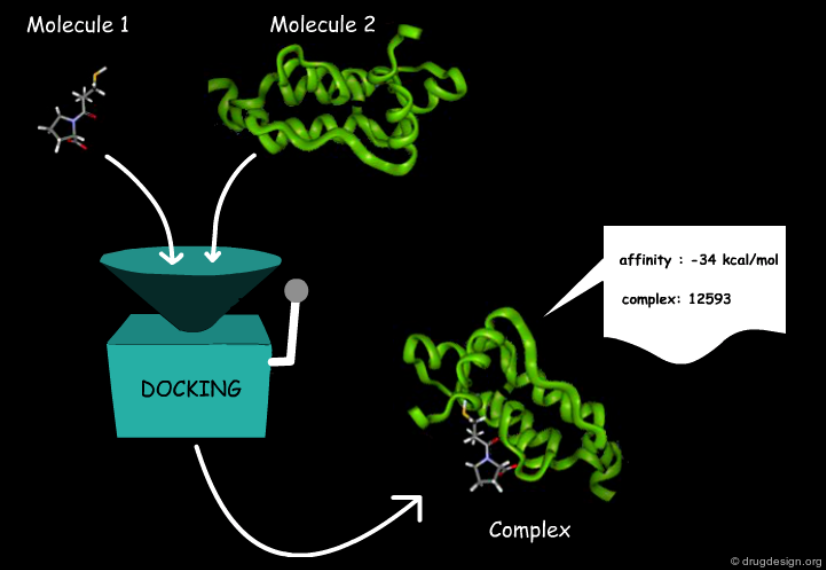 Molecule 1
Molecule 2
affinity : -34 kcal/mol
complex: 12593
DOCKING
Complex
© drugdesign.org